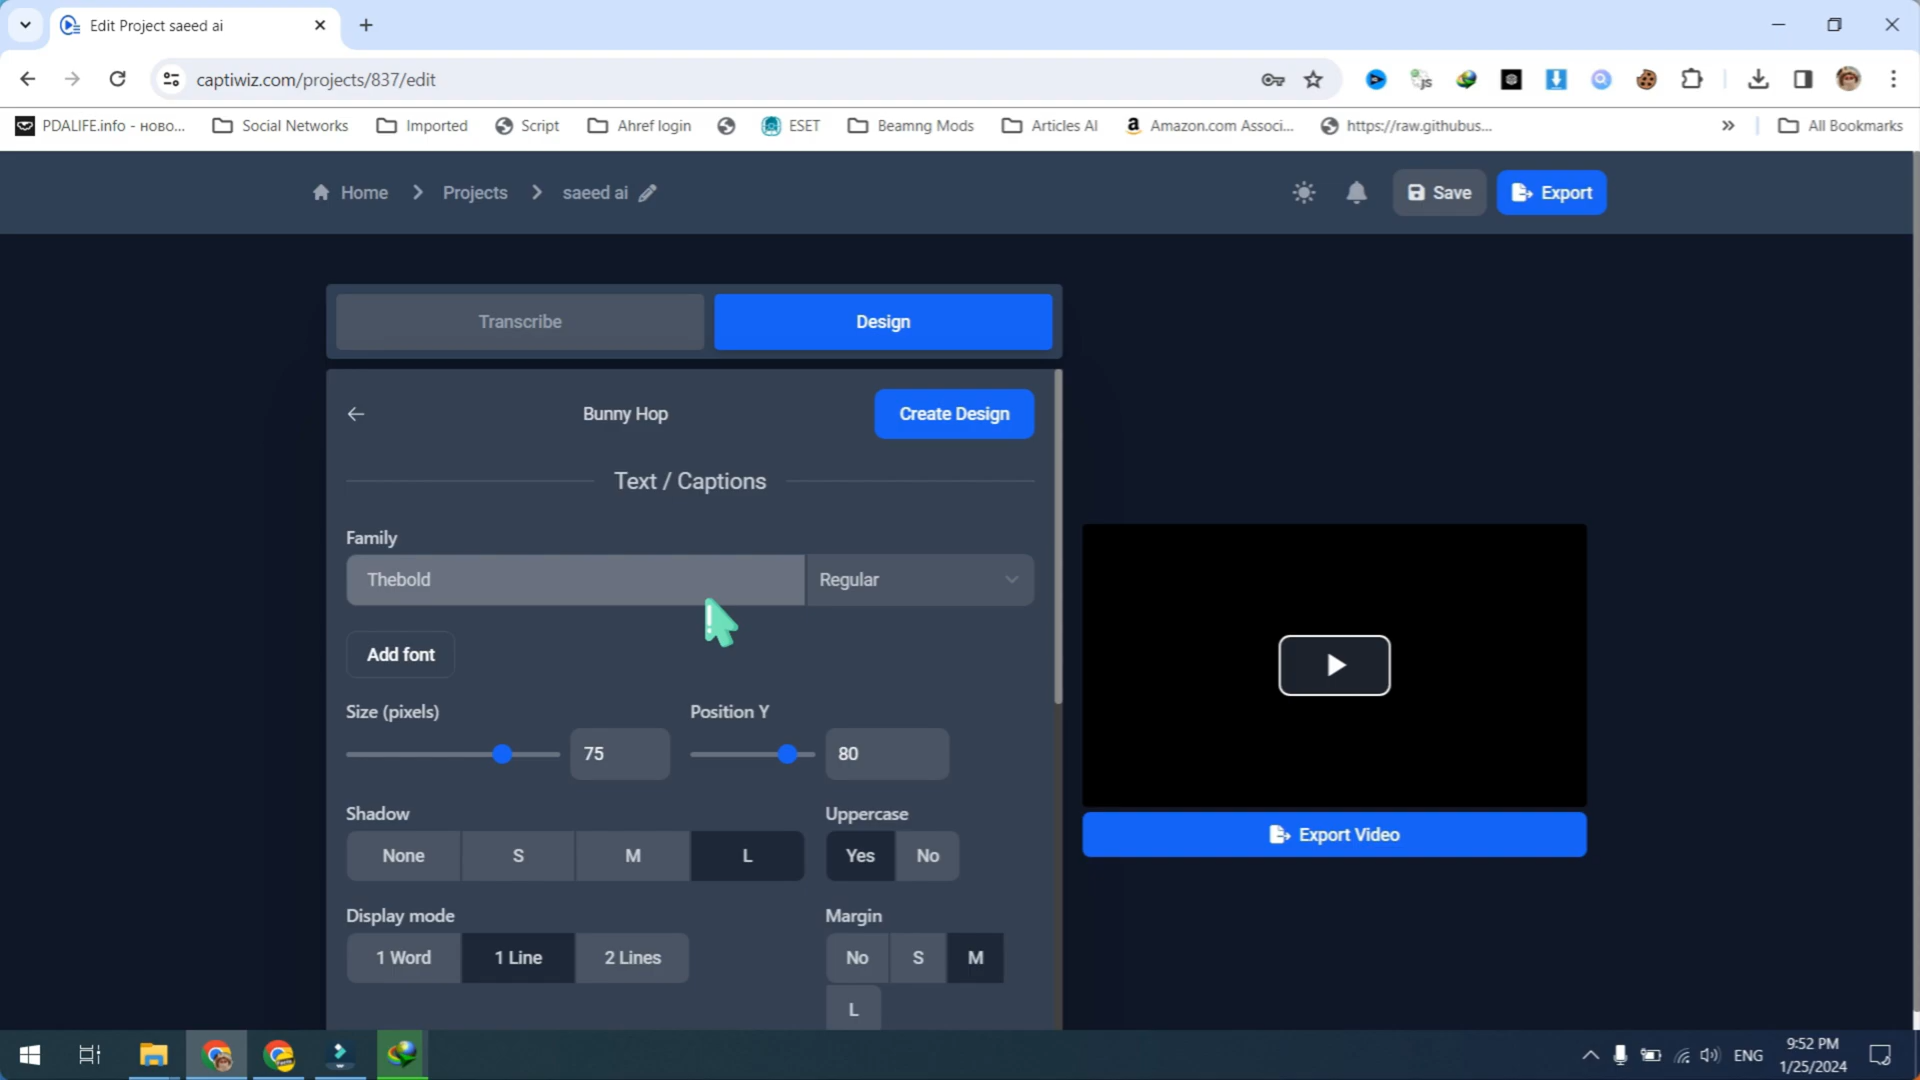 Edit Project saeed ai
captiwiz.com/projects/837/edit
PDALIFE.info - ново...
Social Networks
Imported
Script
Ahref login
ESET
Beamng Mods
Articles AI
Amazon.com Associ...
https://raw.githubus...
All Bookmarks
Home
Projects
saeed ai
Save
Export
Transcribe
Design
Bunny Hop
Create Design
Text / Captions
Family
Thebold
Regular
Add font
Size (pixels)
Position Y
75
80
Shadow
Uppercase
None
S
M
L
Yes
No
Export Video
Display mode
Margin
1 Word
1 Line
2 Lines
No
S
M
L
ENG
9:52 PM
1/25/2024